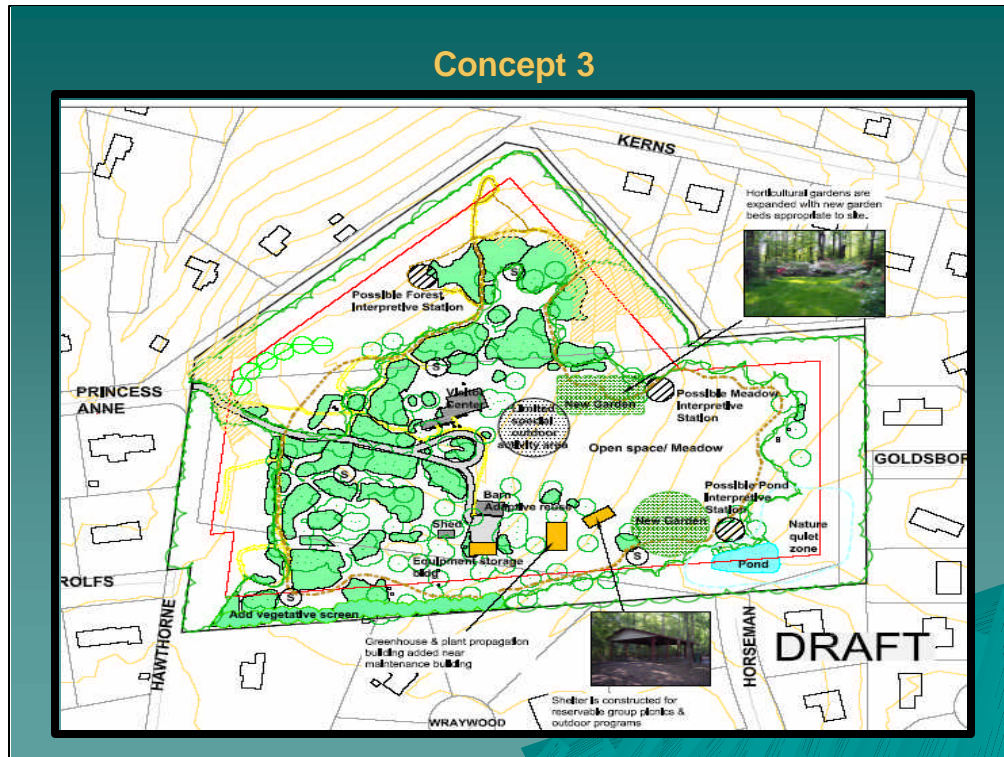 Concept 3
KERNS
Horticultural gardens are
expanded with new garden
beds appropriate to site.
Possible Forest
Interpretive Station
S
S
PRINCESS
ANNE
Visitor
Center
New Garden
Possible Meadow
Interpretive
Station
Limited
special
outdoor
activity area
Open space/ Meadow
GOLDSBOR
S
Barn
Adaptive reuse
Shed
Possible Pond
Interpretive
Station
New Garden
Nature
quiet
zone
S
Pond
Equipment storage
bldg
ROLFS
S
Add vegetative screen
HAWTHORNE
Greenhouse & plant propagation
building added near
maintenance building
HORSEMAN
DRAFT
Shelter is constructed for
reservable group picnics &
outdoor programs
WRAYWOOD